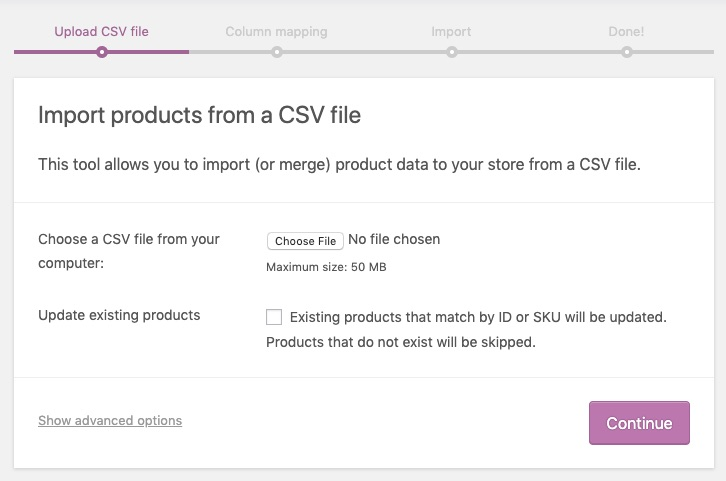 Upload CSV file
Column mapping
Import
Done!
Import products from a CSV file
This tool allows you to import (or merge) product data to your store from a CSV file.
Choose a CSV file from your
computer:
Choose File No file chosen
Maximum size: 50 MB
Update existing products
Existing products that match by ID or SKU will be updated.
Products that do not exist will be skipped.
Show advanced options
Continue